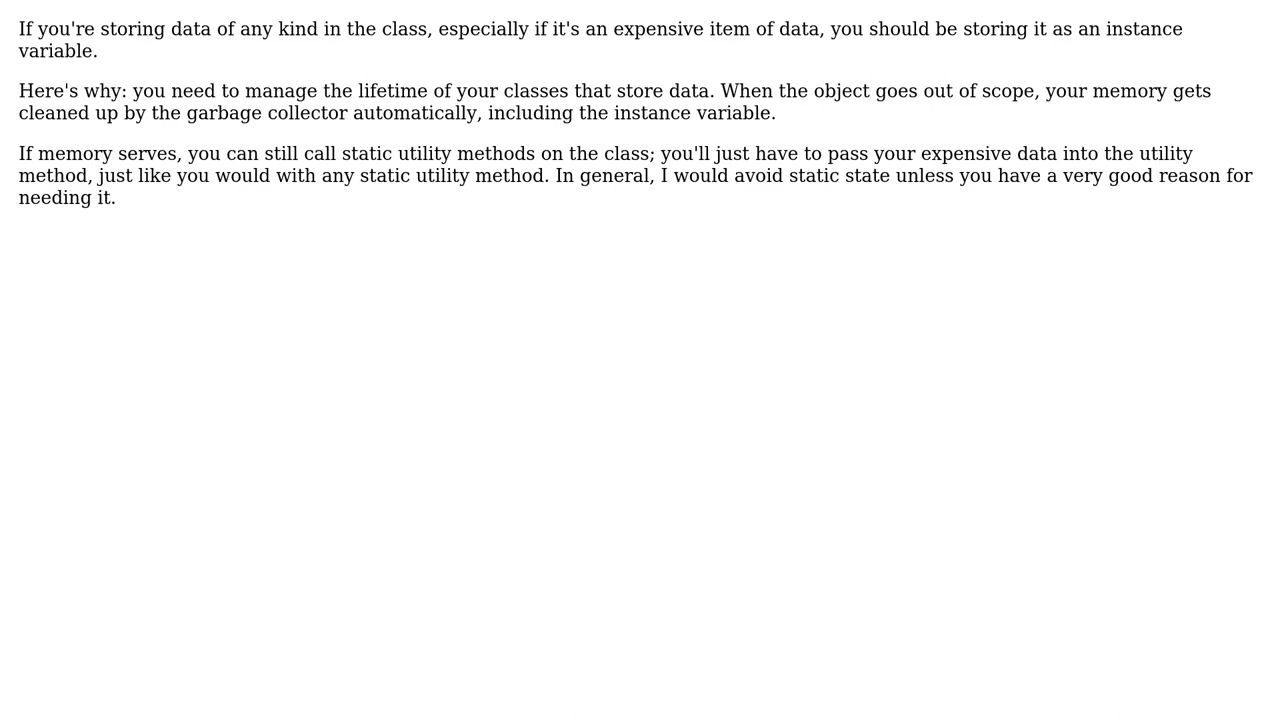 If you're storing data of any kind in the class, especially if it's an expensive item of data, you should be storing it as an instance
variable.
Here's why: you need to manage the lifetime of your classes that store data. When the object goes out of scope, your memory gets
cleaned up by the garbage collector automatically, including the instance variable.
If memory serves, you can still call static utility methods on the class; you'll just have to pass your expensive data into the utility
method, just like you would with any static utility method. In general, I would avoid static state unless you have a very good reason for
needing it.